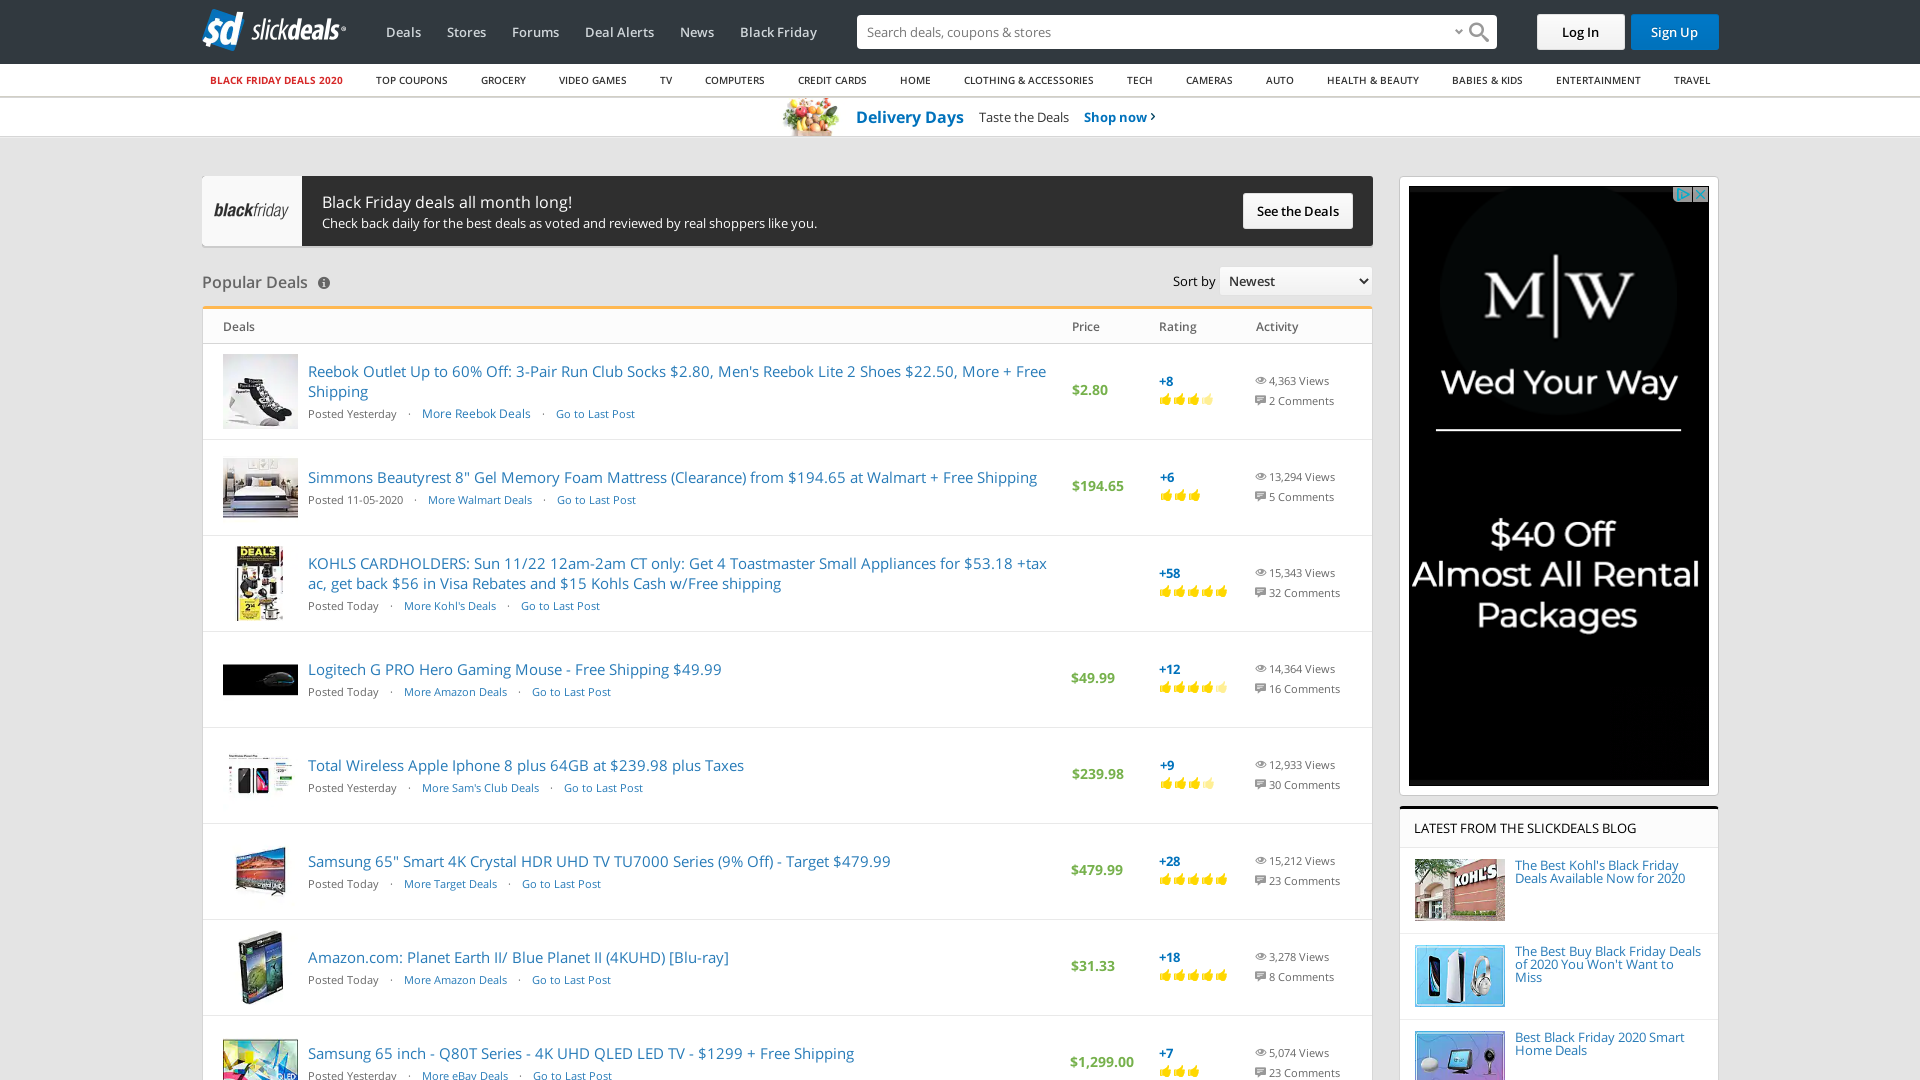 slickdeals
Deals
Stores
Forums
Deal Alerts
News
Black Friday
Search deals, coupons & stores
Log In
Sign Up
BLACK FRIDAY DEALS 2020
TOP COUPONS
GROCERY
VIDEO GAMES
TV
COMPUTERS
CREDIT CARDS
HOME
CLOTHING & ACCESSORIES
TECH
CAMERAS
AUTO
HEALTH & BEAUTY
BABIES & KIDS
ENTERTAINMENT
TRAVEL
Delivery Days Taste the Deals Shop now
blackfriday
Black Friday deals all month long!
Check back daily for the best deals as voted and reviewed by real shoppers like you.
See the Deals
Popular Deals
Sort by Newest
Deals Price Rating Activity
Reebok Outlet Up to 60% Off: 3-Pair Run Club Socks $2.80, Men's Reebok Lite 2 Shoes $22.50, More + Free
Shipping
Posted Yesterday · More Reebok Deals · Go to Last Post
$2.80
+8
4,363 Views
2 Comments
Simmons Beautyrest 8" Gel Memory Foam Mattress (Clearance) from $194.65 at Walmart + Free Shipping
Posted 11-05-2020 · More Walmart Deals · Go to Last Post
$194.65
+6
13,294 Views
5 Comments
DEALS
KOHLS CARDHOLDERS: Sun 11/22 12am-2am CT only: Get 4 Toastmaster Small Appliances for $53.18 +tax
ac, get back $56 in Visa Rebates and $15 Kohls Cash w/Free shipping
Posted Today · More Kohl's Deals · Go to Last Post
+58
15,343 Views
32 Comments
Logitech G PRO Hero Gaming Mouse - Free Shipping $49.99
Posted Today · More Amazon Deals · Go to Last Post
$49.99
+12
14,364 Views
16 Comments
Total Wireless Apple Iphone 8 plus 64GB at $239.98 plus Taxes
Posted Yesterday · More Sam's Club Deals · Go to Last Post
$239.98
+9
12,933 Views
30 Comments
Samsung 65" Smart 4K Crystal HDR UHD TV TU7000 Series (9% Off) - Target $479.99
Posted Today · More Target Deals · Go to Last Post
$479.99
+28
15,212 Views
23 Comments
Amazon.com: Planet Earth II/ Blue Planet II (4KUHD) [Blu-ray]
Posted Today · More Amazon Deals · Go to Last Post
$31.33
+18
3,278 Views
8 Comments
Samsung 65 inch - Q80T Series - 4K UHD QLED LED TV - $1299 + Free Shipping
Posted Yesterday · More eBay Deals · Go to Last Post
$1,299.00
+7
5,074 Views
23 Comments
M|W
Wed Your Way
$40 Off
Almost All Rental
Packages
LATEST FROM THE SLICKDEALS BLOG
KOHL'S
The Best Kohl's Black Friday
Deals Available Now for 2020
The Best Buy Black Friday Deals
of 2020 You Won't Want to
Miss
Best Black Friday 2020 Smart
Home Deals